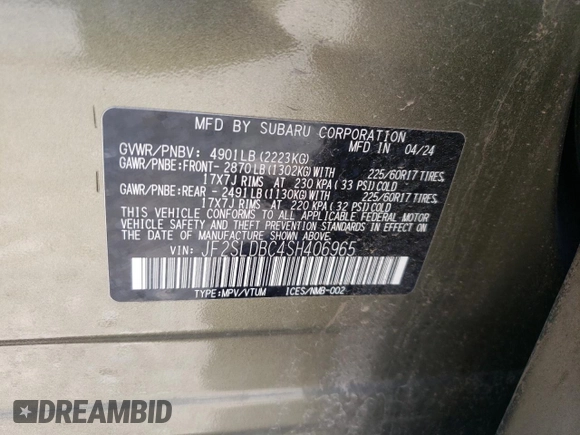 MFD BY SUBARU CORPORATION
MFD IN 04/24
GVWR/PNBV: 4901LB(2223KG)
GAWR/PNBE:FRONT-2870LB(1302KG)WITH 225/60R17 TIRES,
17X7J RIMS AT 230 KPA(33 PSI)COLD
GAWR/PNBE:REAR -2491LB(1130KG)WITH 225/60R17 TIRES,
17X7J RIMS AT 220 KPA(32 PSI)COLD
THIS VEHICLE CONFORMS TO ALL APPLICABLE FEDERAL MOTOR
VEHICLE SAFETY AND THEFT PREVENTION STANDARDS IN EFFECT
ON THE DATE OF MANUFACTURE SHOWN ABOVE.
VIN: JF2SLDBC4SH406965
TYPE:MPV/VTUM ICES/NMB-002
DREAMBID